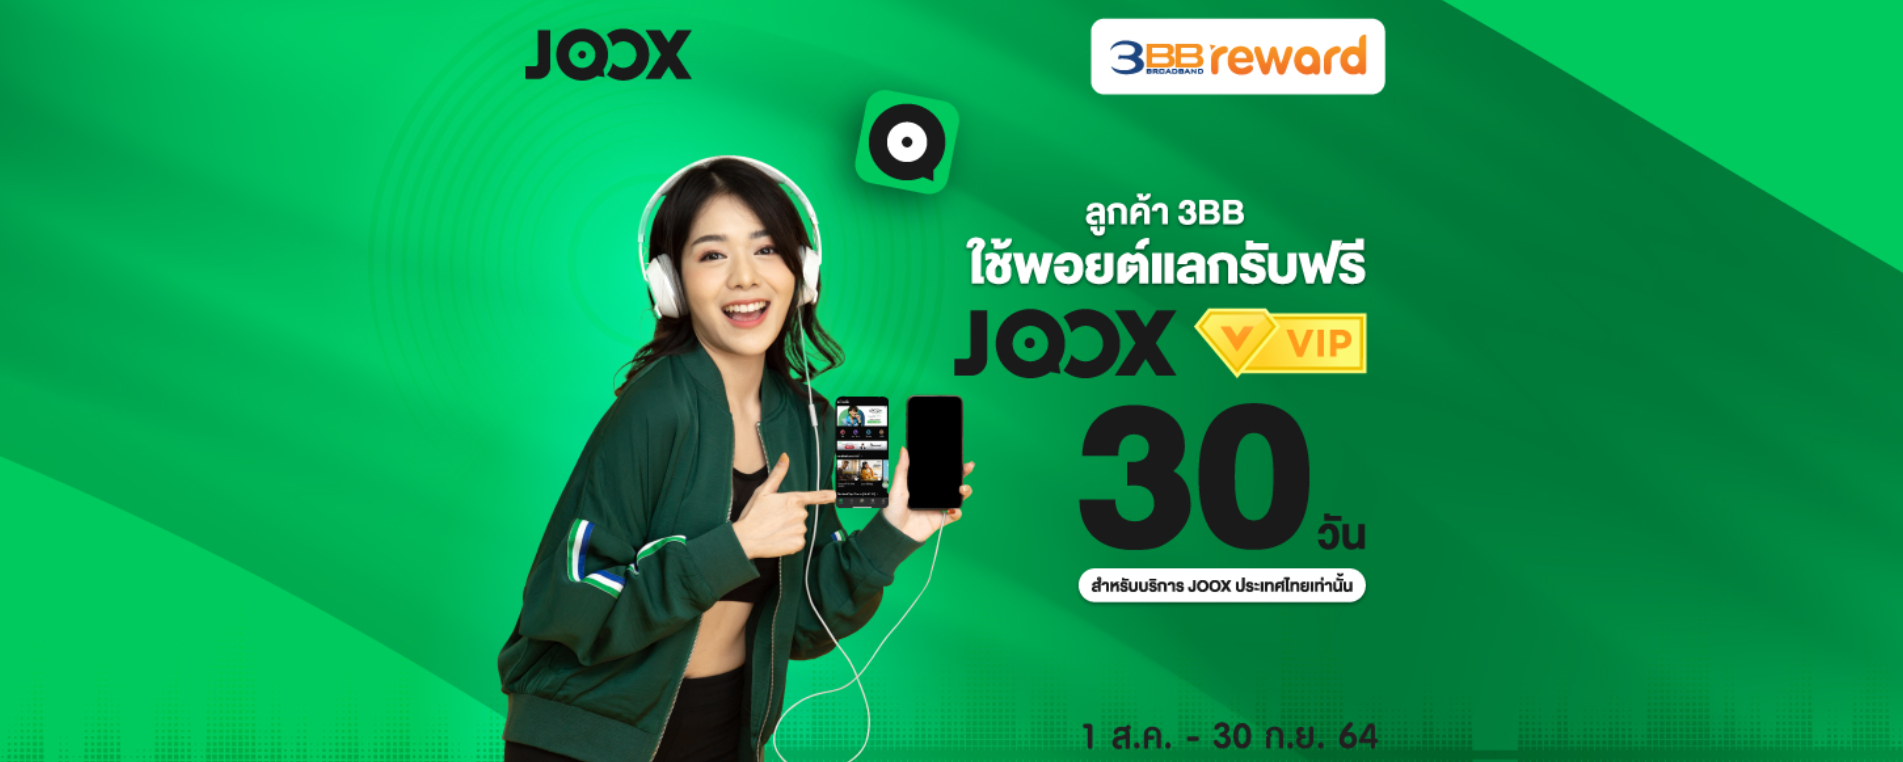 JOOX
3BB reward
BROADBAND
ลูกค้า 3BB
ใช้พอยต์แลกรับฟรี
JOOX V VIP
30 วัน
สำหรับบริการ JOOX ประเทศไทยเท่านั้น
1 ส.ค. - 30 ก.ย. 64